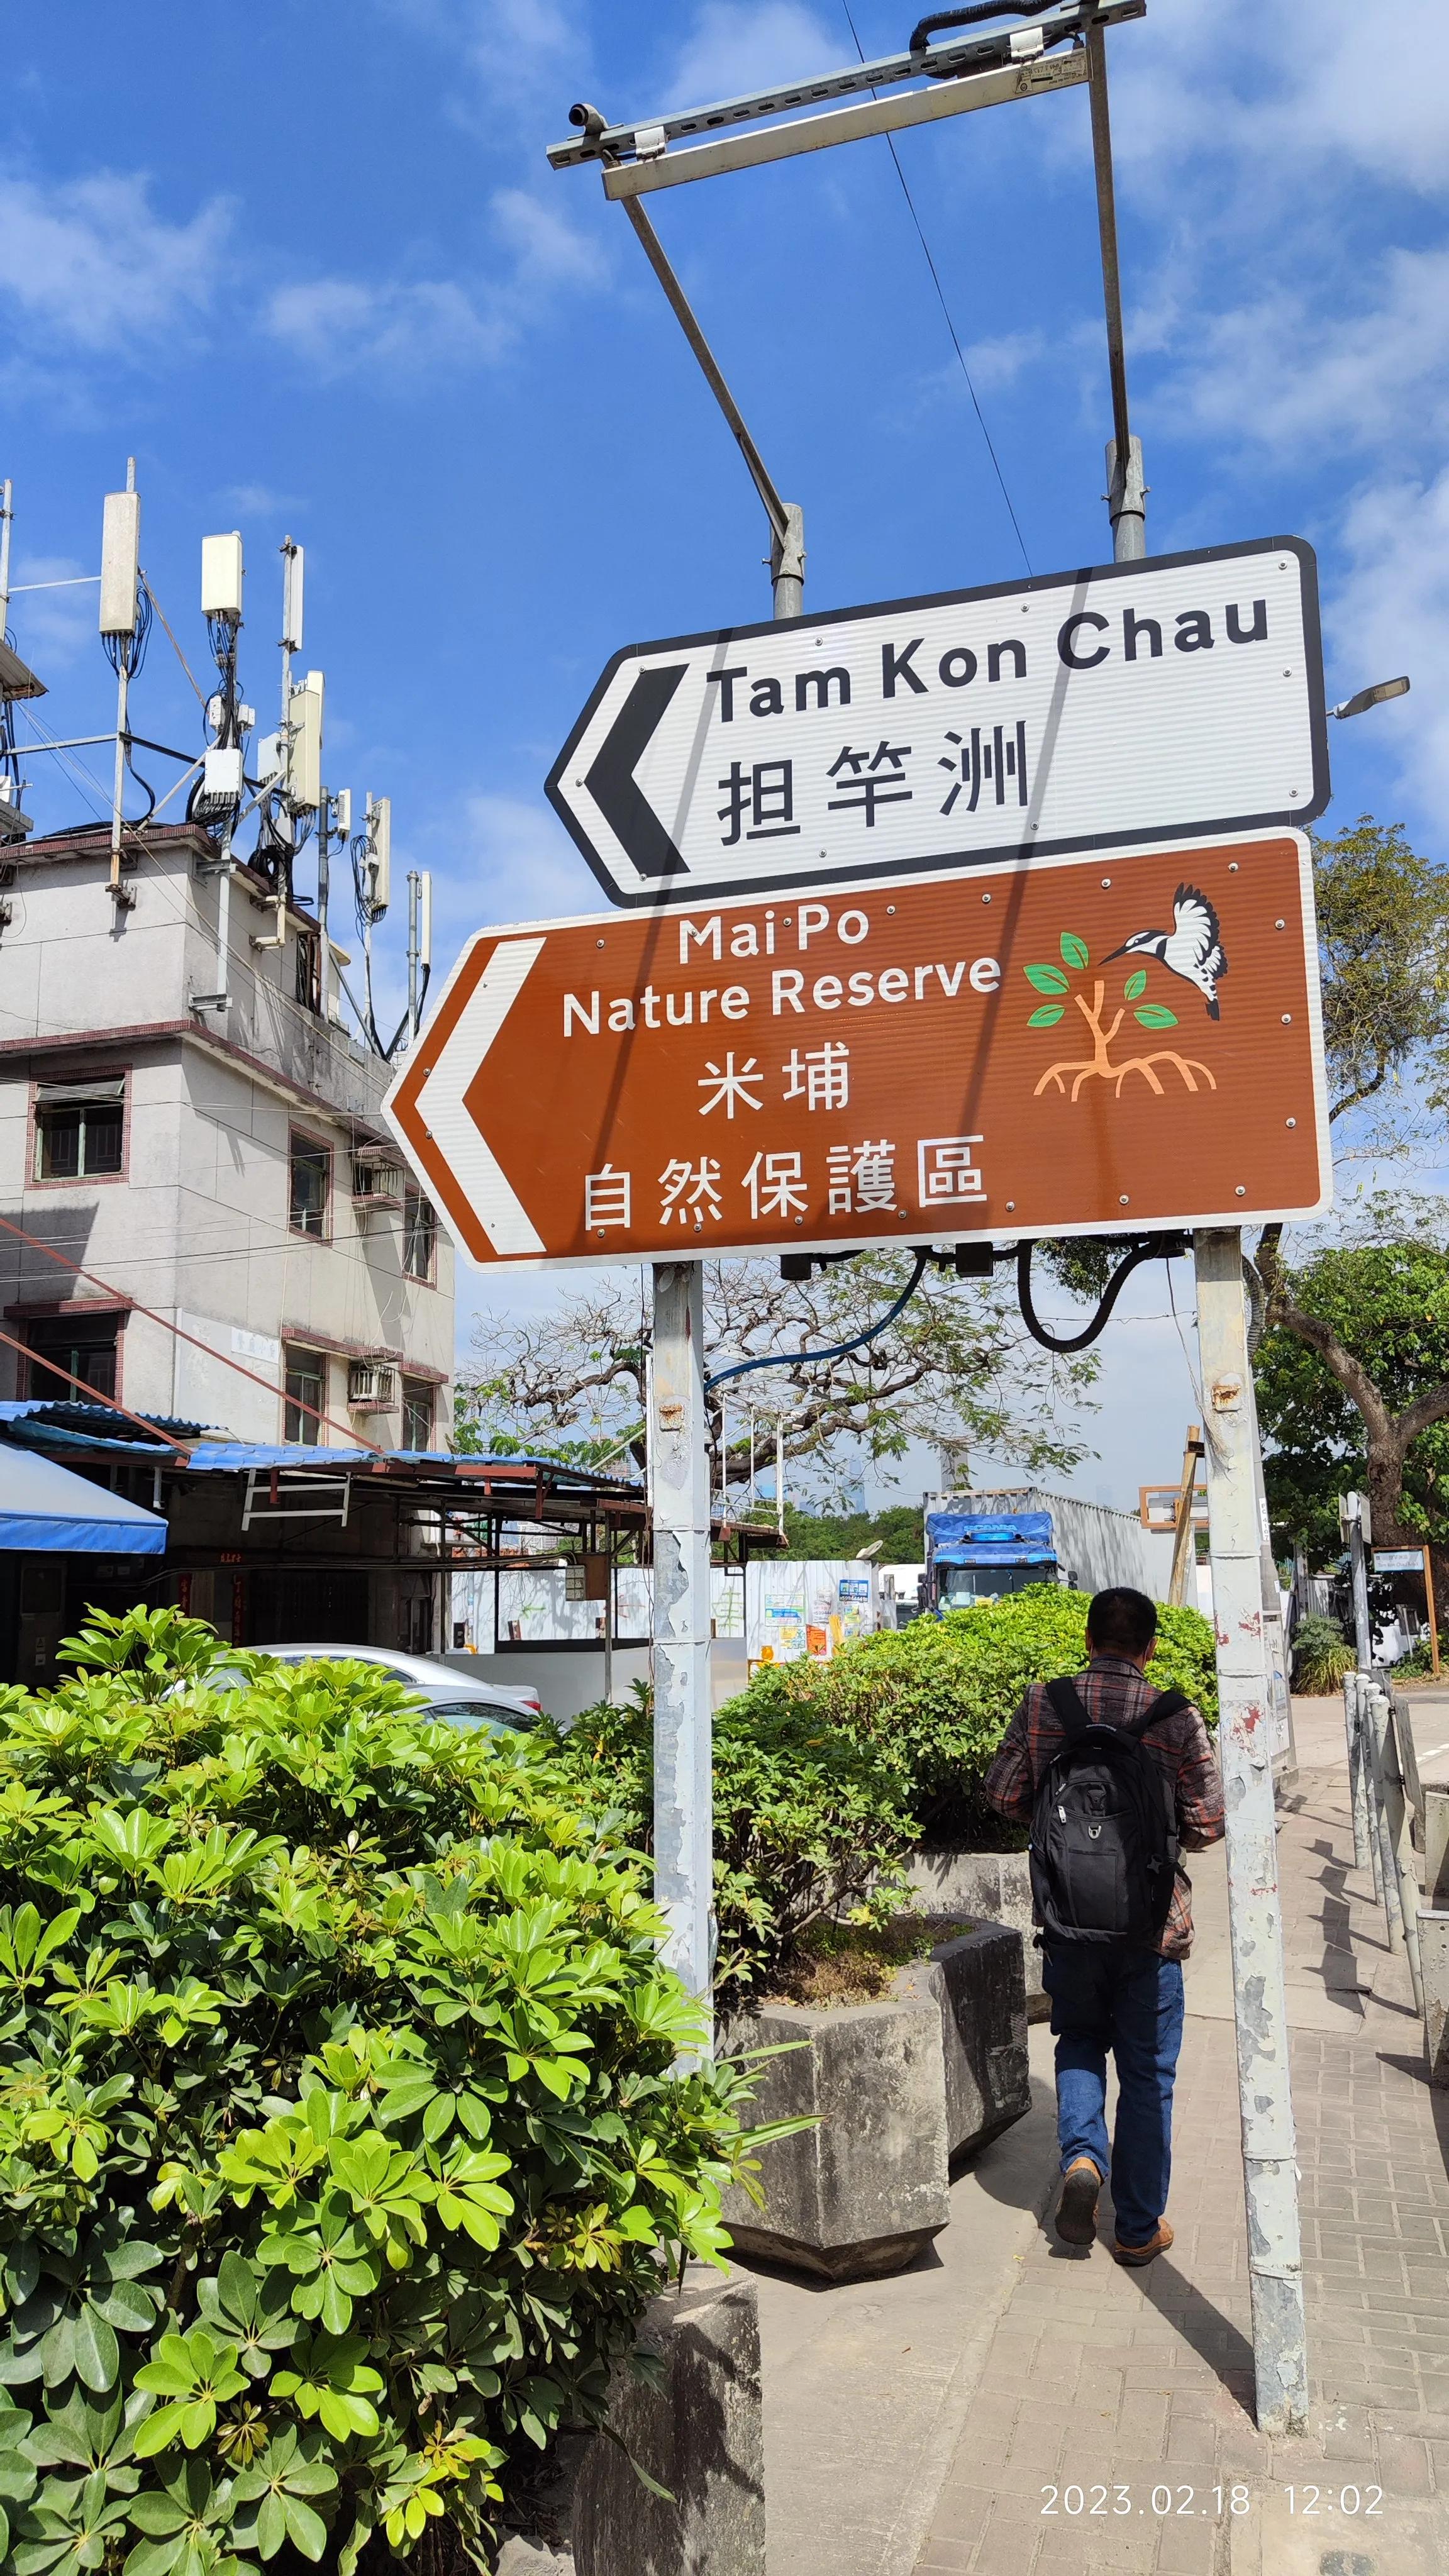 Tam Kon Chau
担竿洲
Mai Po
Nature Reserve
米埔
自然保護區
SCANIA
2023.02.18 12:02